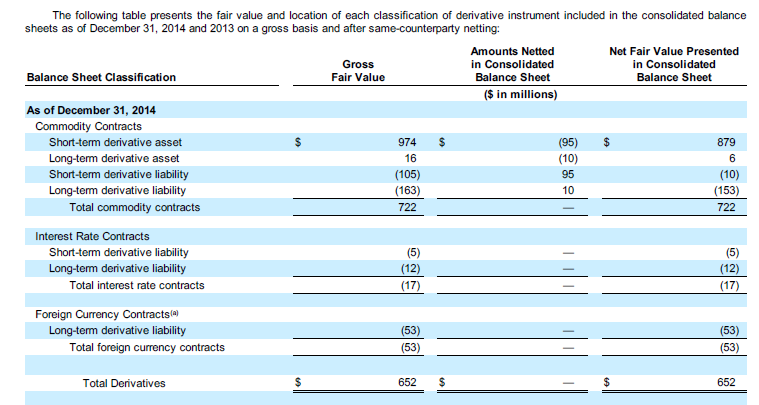 The following table presents the fair value and location of each classification of derivative instrument included in the consolidated balance
sheets as of December 31, 2014 and 2013 on a gross basis and after same-counterparty netting:
Balance Sheet Classification Gross Fair Value Amounts Netted in Consolidated Balance Sheet Net Fair Value Presented in Consolidated Balance Sheet
($ in millions)
As of December 31, 2014
Commodity Contracts
Short-term derivative asset $ 974 $ (95) $ 879
Long-term derivative asset 16 (10) 6
Short-term derivative liability (105) 95 (10)
Long-term derivative liability (163) 10 (153)
Total commodity contracts 722 — 722
Interest Rate Contracts
Short-term derivative liability (5) — (5)
Long-term derivative liability (12) — (12)
Total interest rate contracts (17) — (17)
Foreign Currency Contracts(a)
Long-term derivative liability (53) — (53)
Total foreign currency contracts (53) — (53)
Total Derivatives $ 652 $ — $ 652